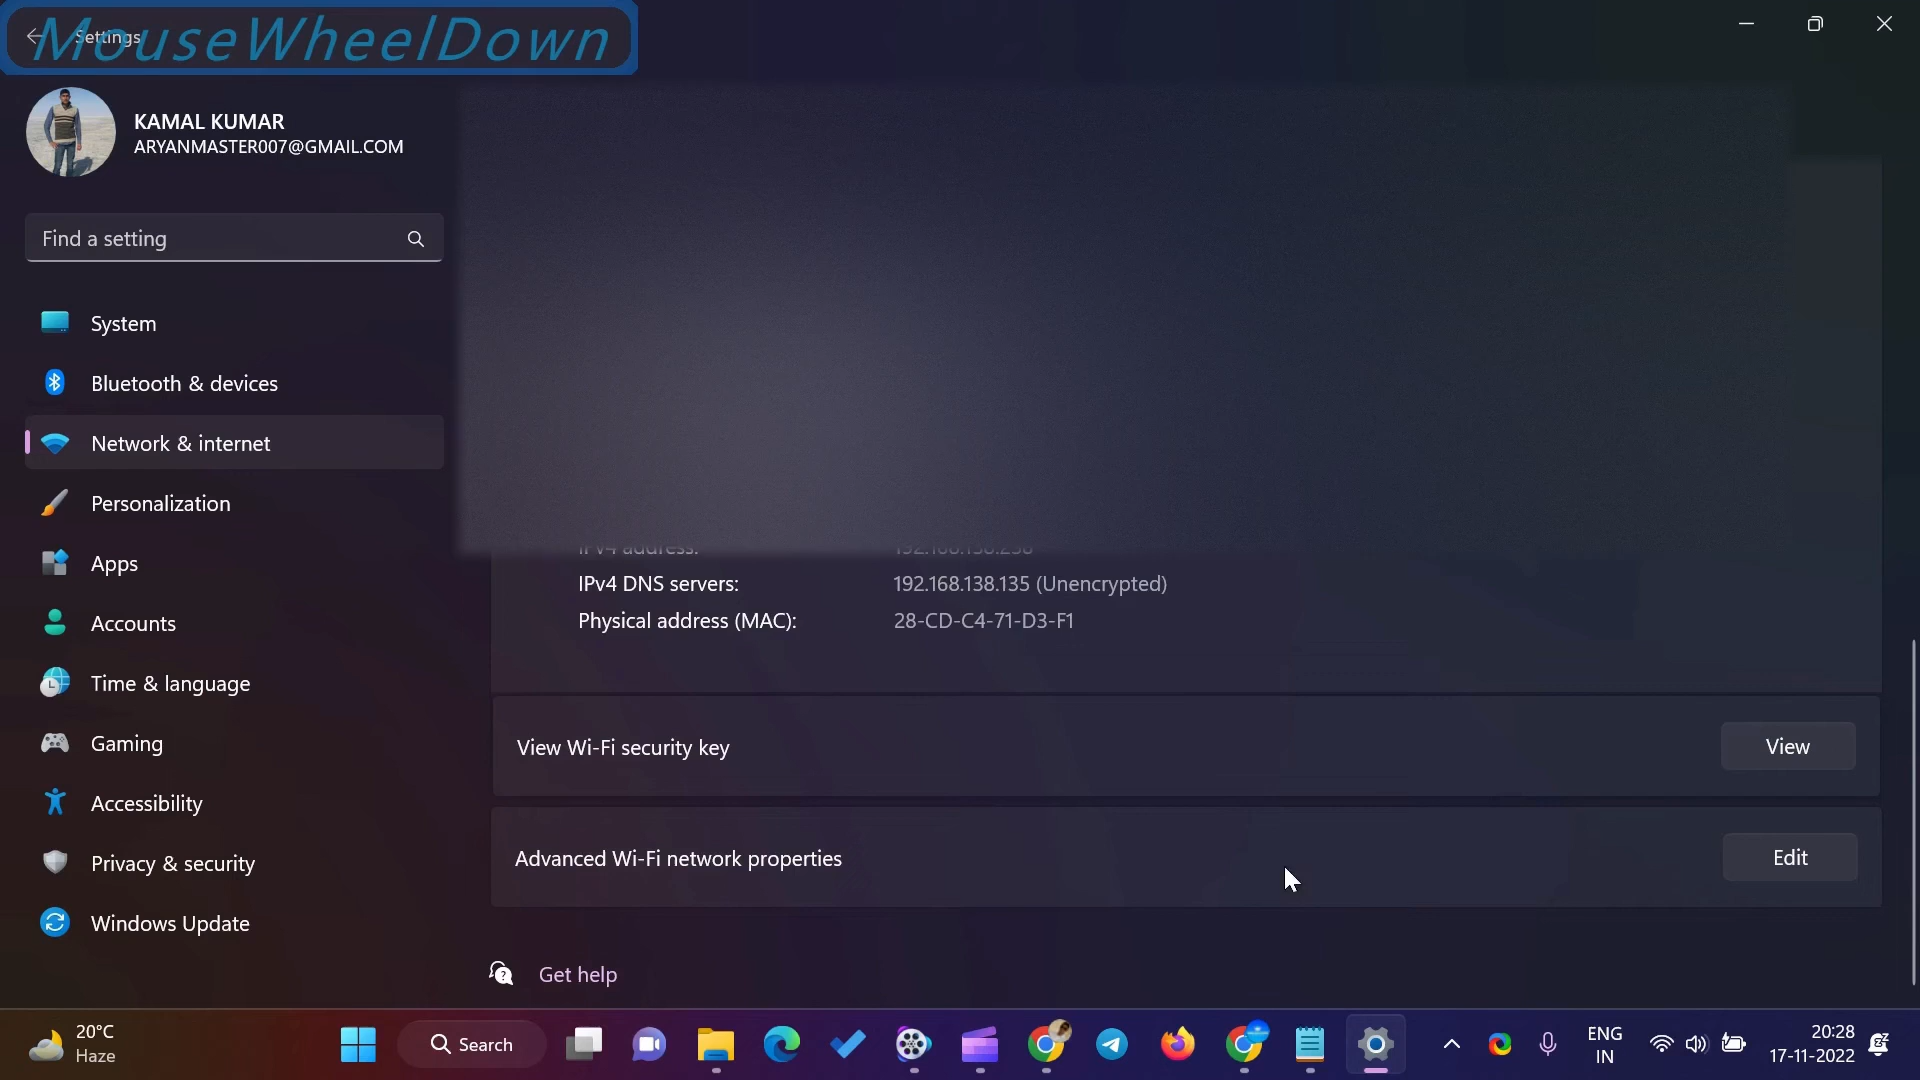 MouseWheelDown
Settings
KAMAL KUMAR
ARYANMASTER007@GMAIL.COM
Find a setting
System
Bluetooth & devices
Network & internet
Personalization
Apps
Accounts
Time & language
Gaming
Accessibility
Privacy & security
Windows Update
IPv4 address:
IPv4 DNS servers: 192.168.138.135 (Unencrypted)
Physical address (MAC): 28-CD-C4-71-D3-F1
View Wi-Fi security key View
Advanced Wi-Fi network properties Edit
Get help
20°C
Haze
Search
ENG
IN
20:28
17-11-2022